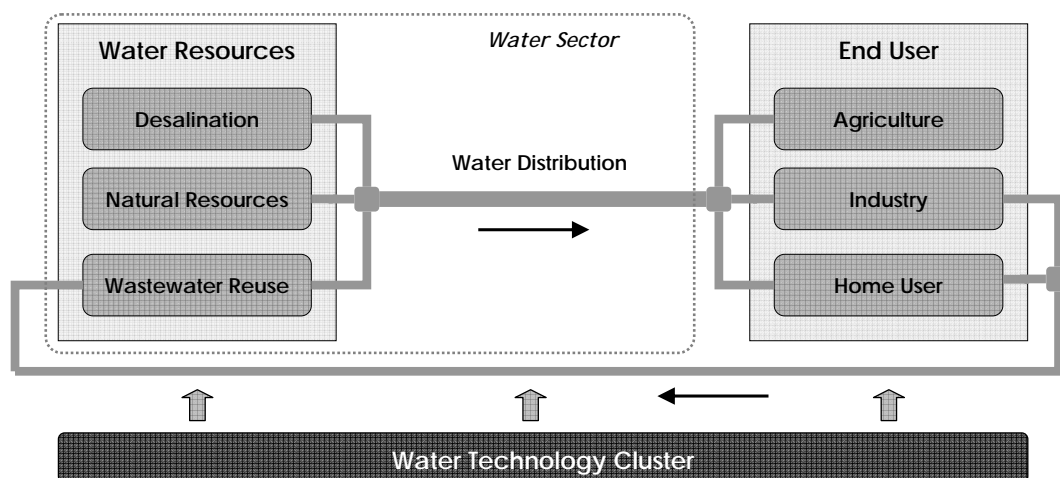 Water Sector
Water Resources
Desalination
Natural Resources
Wastewater Reuse
Water Distribution
End User
Agriculture
Industry
Home User
Water Technology Cluster